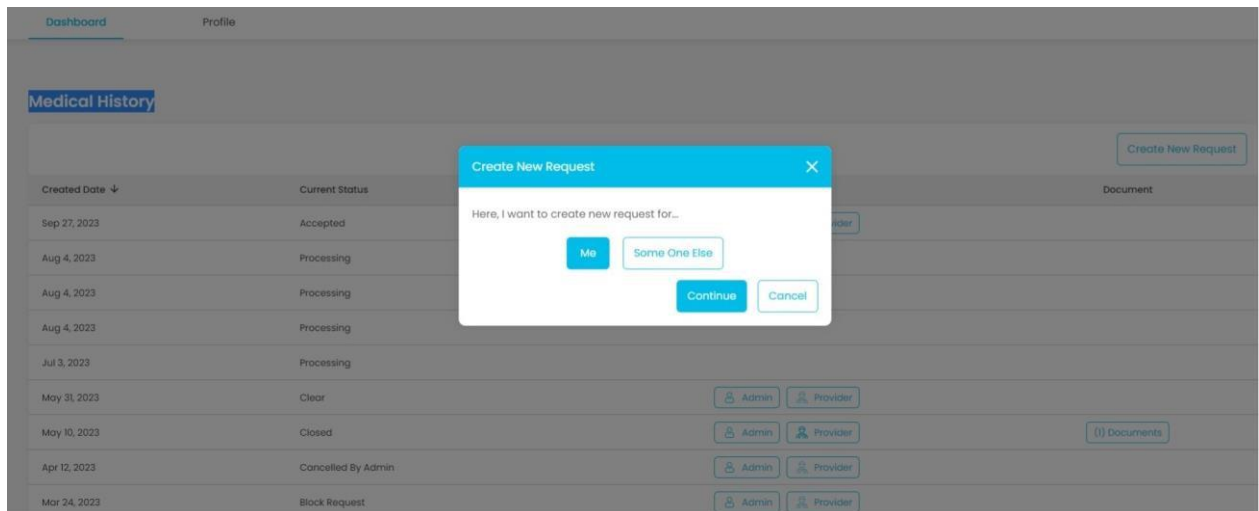 Dashboard Profile
Medical History
Create New Request
Create New Request
Created Date Current Status Document
Here, I want to create new request for...
Sep 27, 2023 Accepted
Me Some One Else
Aug 4, 2023 Processing
Continue Cancel
Aug 4, 2023 Processing
Aug 4, 2023 Processing
Jul 3, 2023 Processing
May 31, 2023 Clear Admin Provider
May 10, 2023 Closed Admin Provider (1) Documents
Apr 12, 2023 Cancelled By Admin Admin Provider
Mar 24, 2023 Block Request Admin Provider